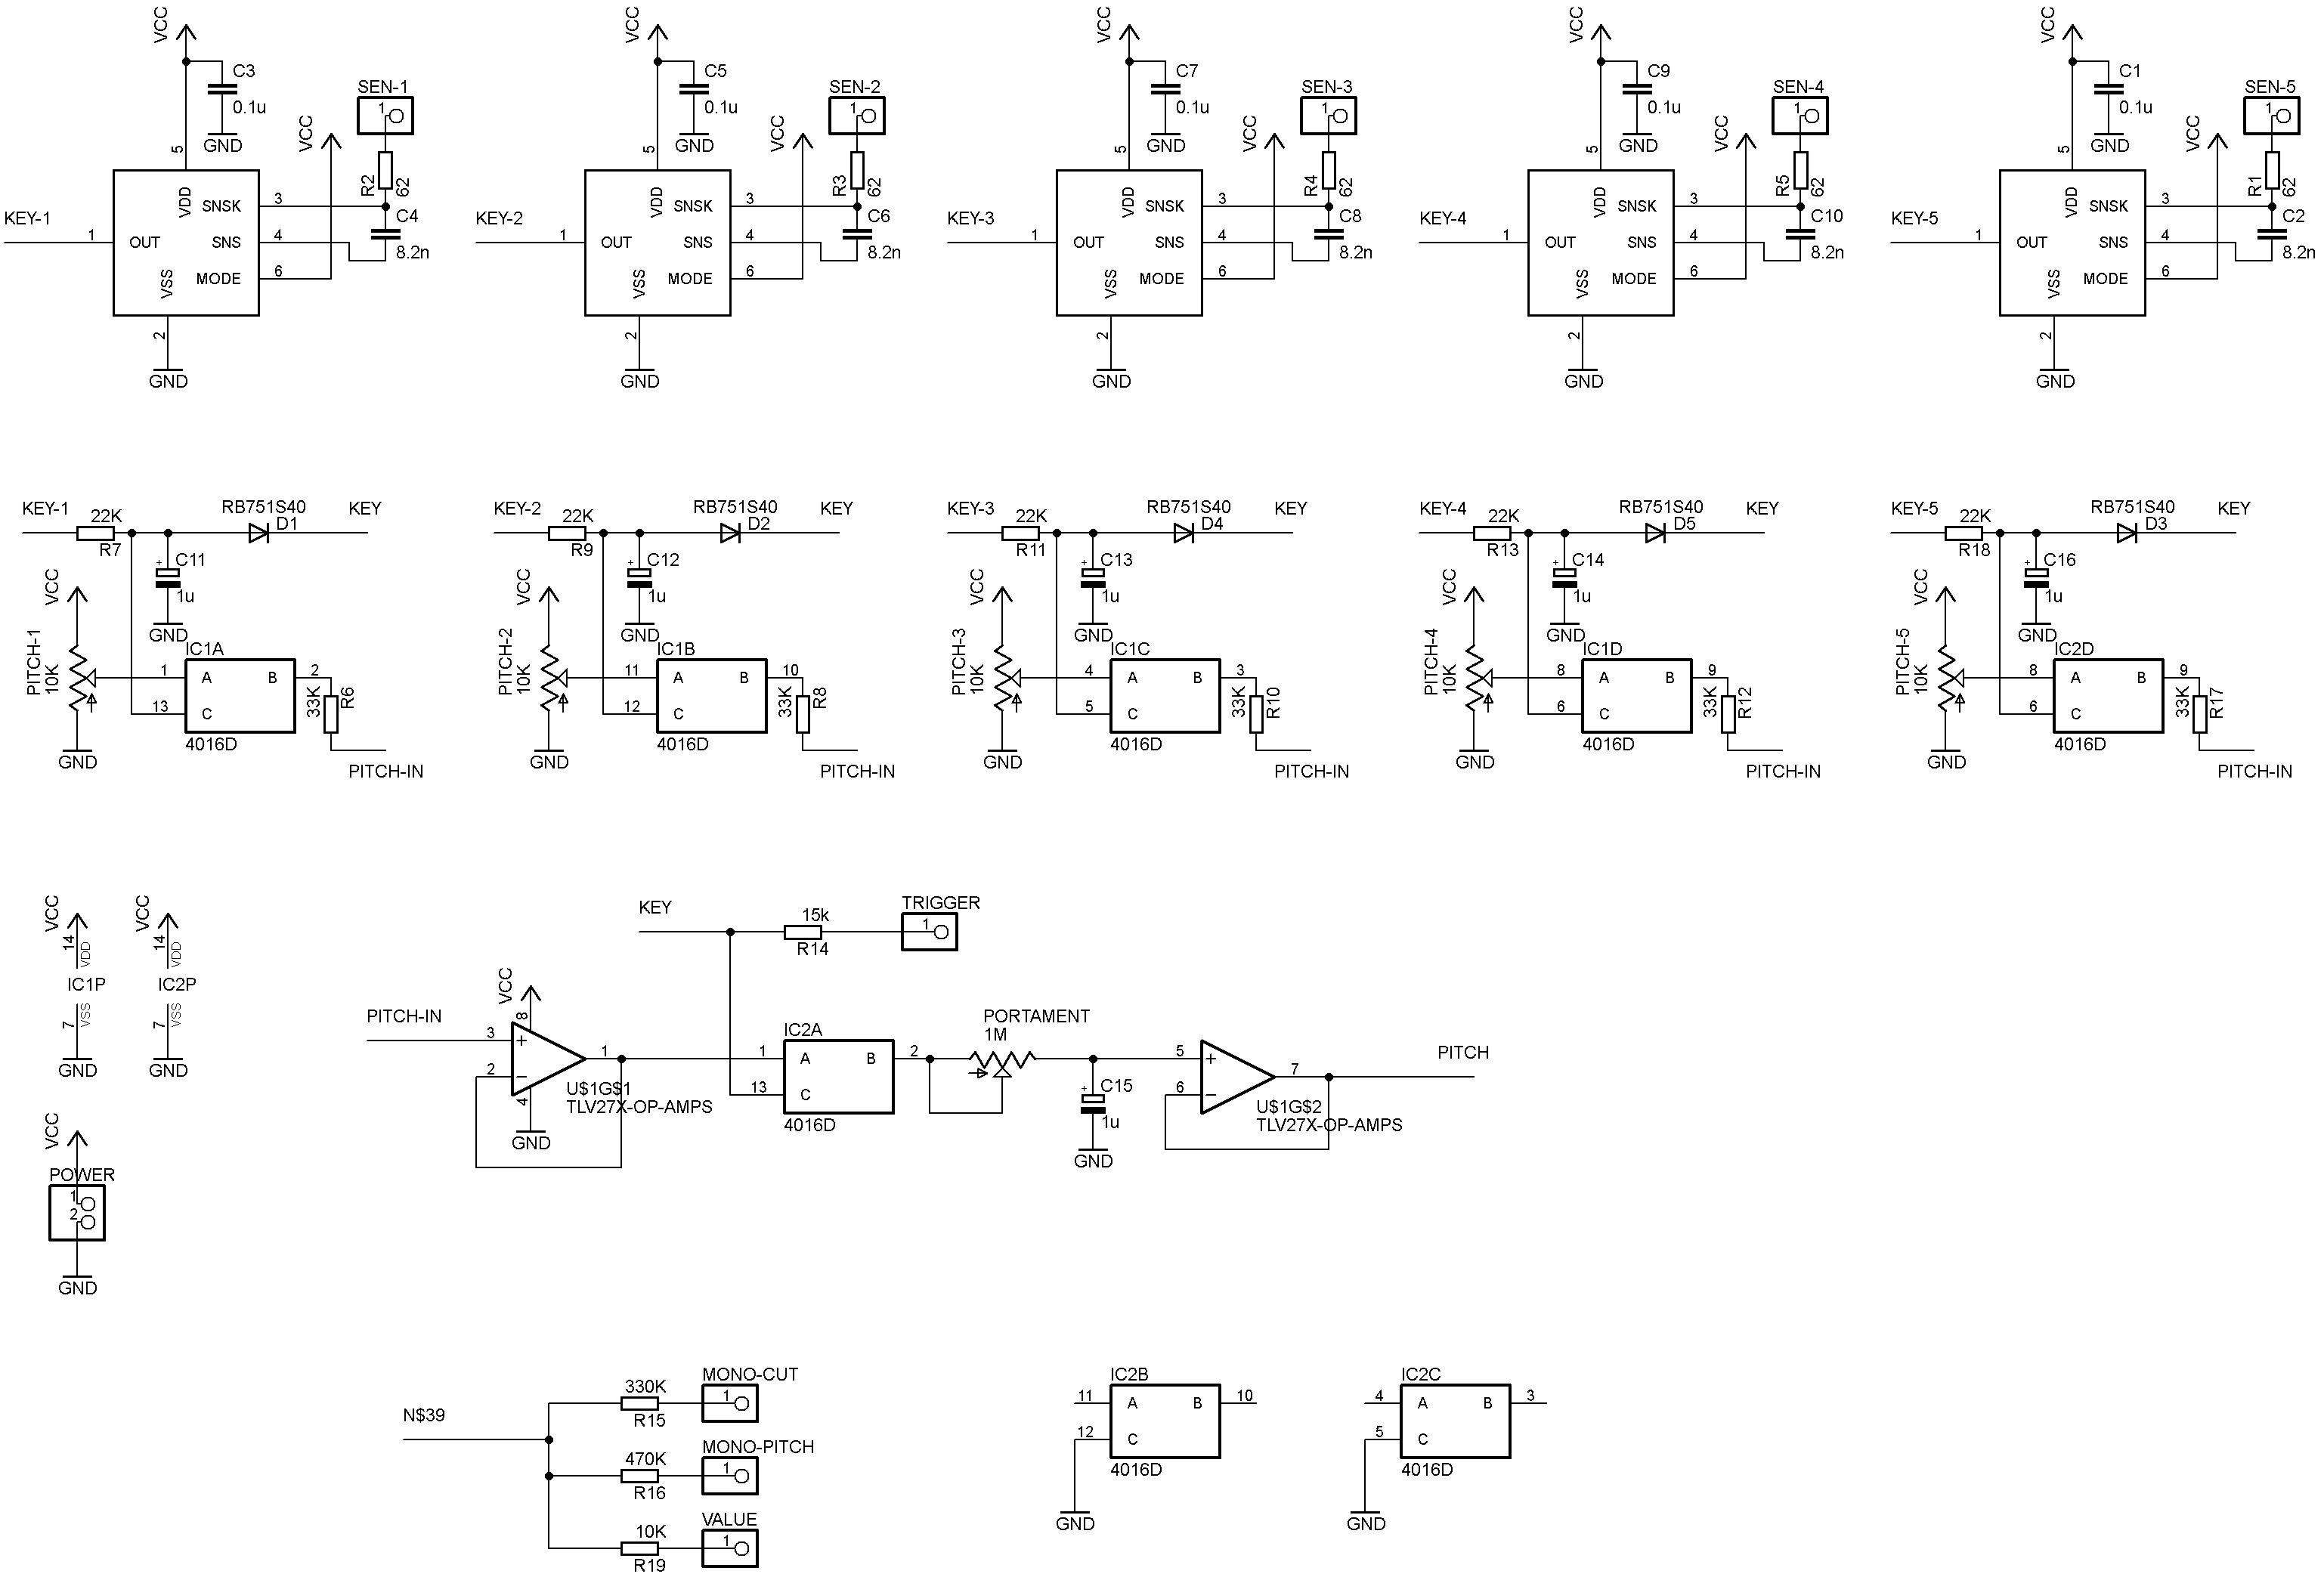 VCC
C3
0.1u
GND
SEN-1
1
VCC
R2
62
5
VDD
SNSK
3
C4
8.2n
KEY-1
1
OUT
SNS
4
VSS
MODE
6
2
GND
VCC
C5
0.1u
GND
SEN-2
1
VCC
R3
62
5
VDD
SNSK
3
C6
8.2n
KEY-2
1
OUT
SNS
4
VSS
MODE
6
2
GND
VCC
C7
0.1u
GND
SEN-3
1
VCC
R4
62
5
VDD
SNSK
3
C8
8.2n
KEY-3
1
OUT
SNS
4
VSS
MODE
6
2
GND
VCC
C9
0.1u
GND
SEN-4
1
VCC
R5
62
5
VDD
SNSK
3
C10
8.2n
KEY-4
1
OUT
SNS
4
VSS
MODE
6
2
GND
VCC
C1
0.1u
GND
SEN-5
1
VCC
R1
62
5
VDD
SNSK
3
C2
8.2n
KEY-5
1
OUT
SNS
4
VSS
MODE
6
2
GND
KEY-1
22K
R7
RB751S40
D1
KEY
+
C11
1u
GND
VCC
PITCH-1
10K
GND
IC1A
1
A
B
2
13
C
4016D
33K
R6
PITCH-IN
KEY-2
22K
R9
RB751S40
D2
KEY
+
C12
1u
GND
VCC
PITCH-2
10K
GND
IC1B
11
A
B
10
12
C
4016D
33K
R8
PITCH-IN
KEY-3
22K
R11
RB751S40
D4
KEY
+
C13
1u
GND
VCC
PITCH-3
10K
GND
IC1C
4
A
B
3
5
C
4016D
33K
R10
PITCH-IN
KEY-4
22K
R13
RB751S40
D5
KEY
+
C14
1u
GND
VCC
PITCH-4
10K
GND
IC1D
8
A
B
9
6
C
4016D
33K
R12
PITCH-IN
KEY-5
22K
R18
RB751S40
D3
KEY
+
C16
1u
GND
VCC
PITCH-5
10K
GND
IC2D
8
A
B
9
6
C
4016D
33K
R17
PITCH-IN
VCC
14
VDD
IC1P
7
VSS
GND
VCC
14
VDD
IC2P
7
VSS
GND
VCC
POWER
1
2
GND
KEY
15k
R14
TRIGGER
1
PITCH-IN
VCC
8
3
+
2
−
1
4
GND
U$1G$1
TLV27X-OP-AMPS
IC2A
1
A
B
2
13
C
4016D
PORTAMENT
1M
+
C15
1u
GND
5
+
6
−
7
U$1G$2
TLV27X-OP-AMPS
PITCH
N$39
330K
R15
MONO-CUT
1
470K
R16
MONO-PITCH
1
10K
R19
VALUE
1
IC2B
11
A
B
10
12
C
4016D
GND
IC2C
4
A
B
3
5
C
4016D
GND